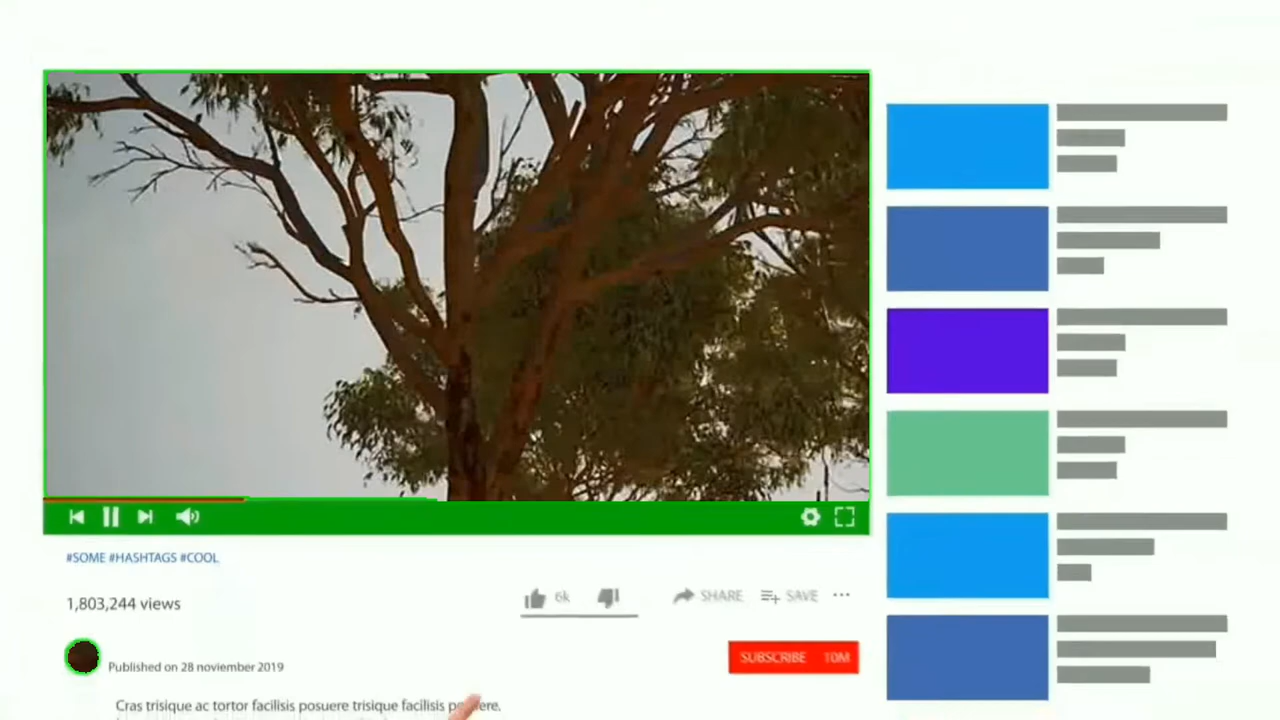 #SOME #HASHTAGS #COOL
1,803,244 views
6k
SHARE
SAVE
SUBSCRIBE 10M
Published on 28 noviember 2019
Cras trisique ac tortor facilisis posuere trisique facilisis